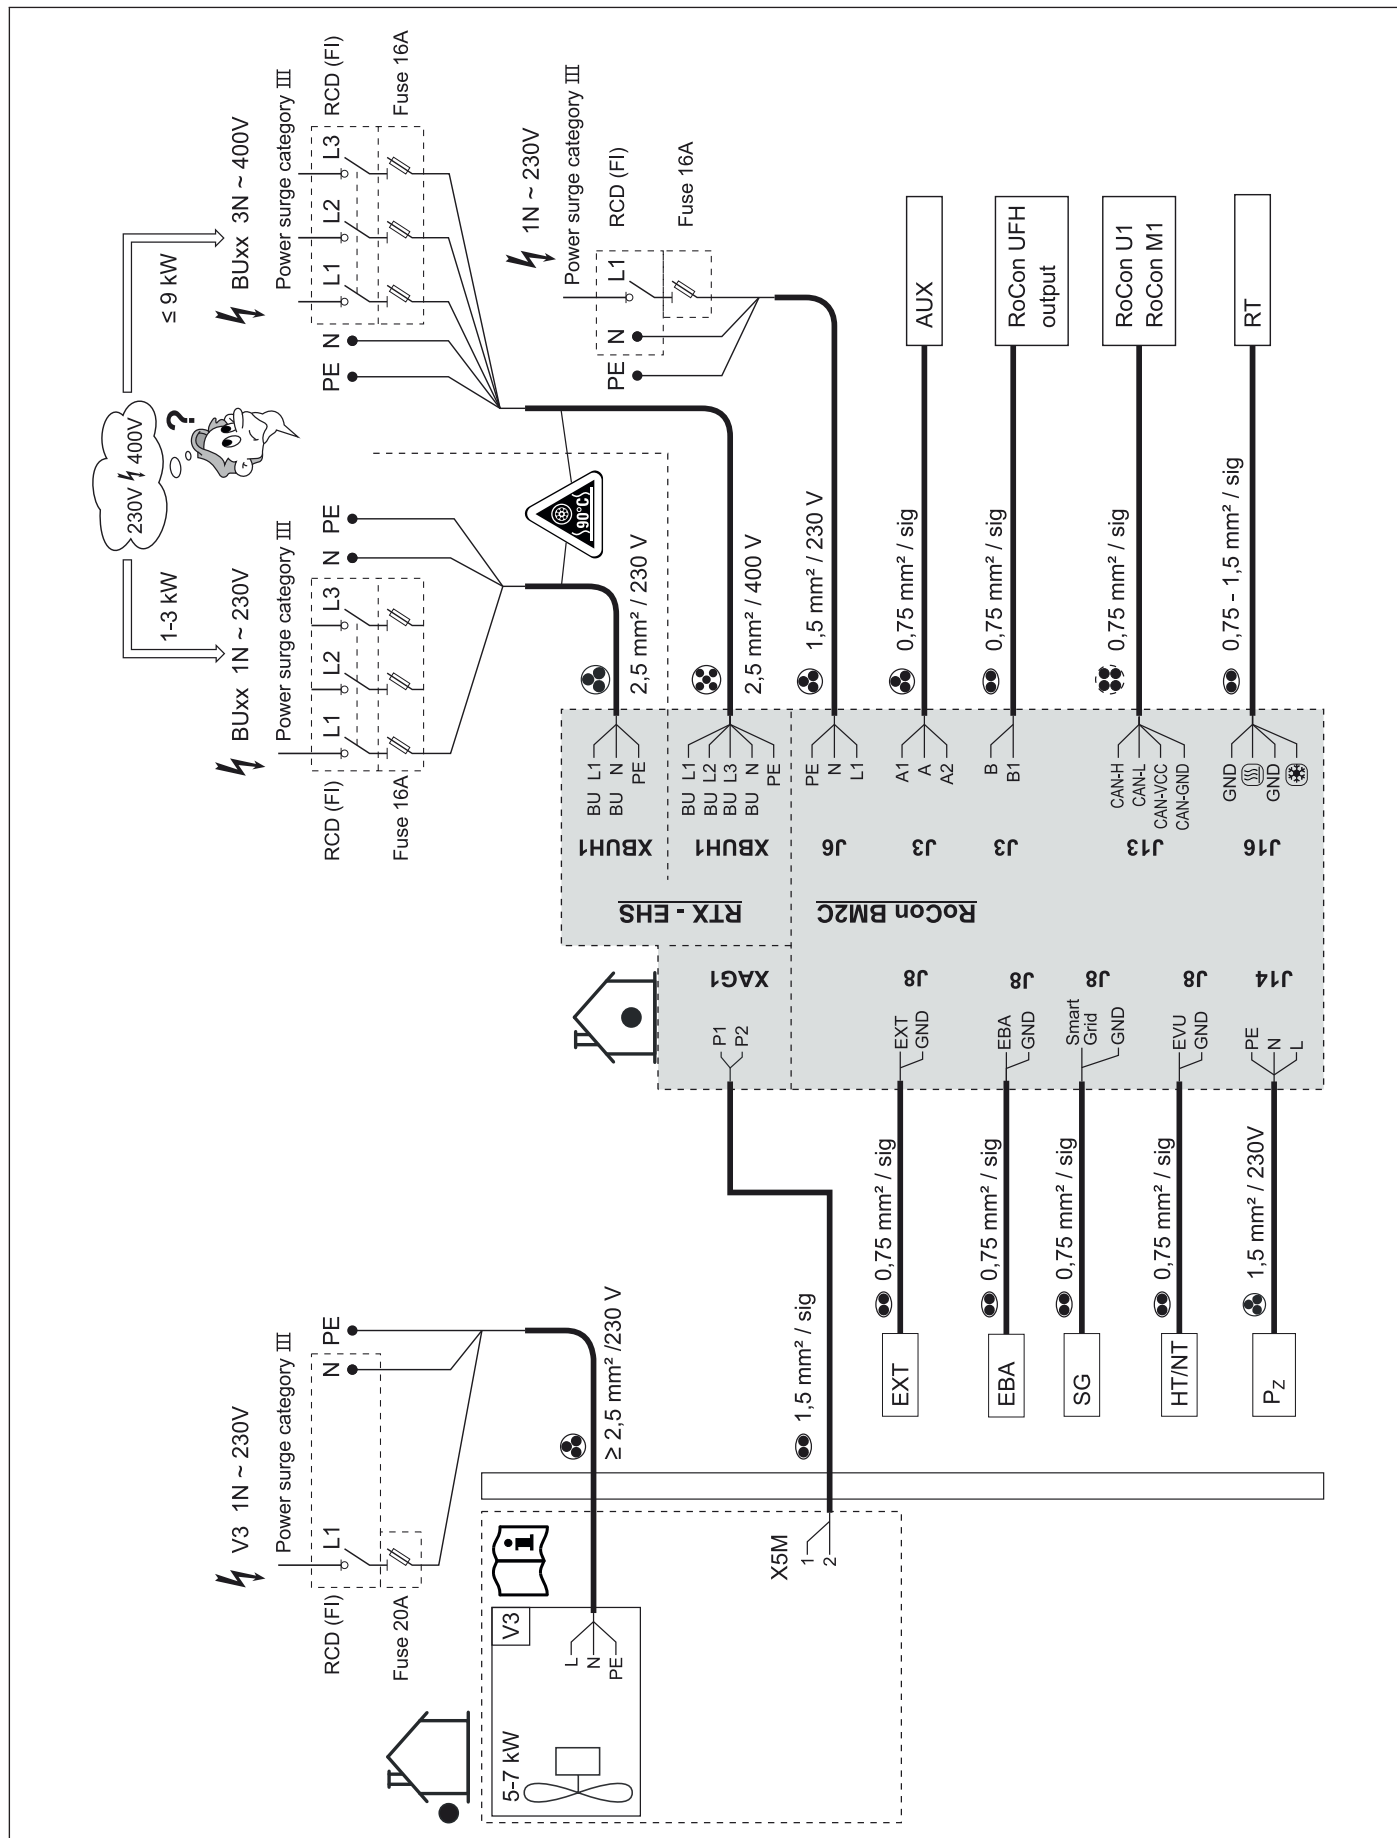 230V 400V
?
1-3 kW
≤ 9 kW
V3 1N ~ 230V
Power surge category III
RCD (FI)
L1
N
PE
Fuse 20A
BUxx 1N ~ 230V
Power surge category III
RCD (FI)
L1
L2
L3
N
PE
Fuse 16A
BUxx 3N ~ 400V
Power surge category III
PE
N
L1
L2
L3
RCD (FI)
Fuse 16A
1N ~ 230V
Power surge category III
PE
N
L1
RCD (FI)
Fuse 16A
90°C
5-7 kW
V3
i
L
N
PE
≥ 2,5 mm² /230 V
X5M
1
2
1,5 mm² / sig
P1
P2
XAG1
RTX - EHS
XBUH1
BU L1
BU N
PE
2,5 mm² / 230 V
XBUH1
BU L1
BU L2
BU L3
BU N
PE
2,5 mm² / 400 V
RoCon BM2C
J6
PE
N
L1
1,5 mm² / 230 V
J3
A1
A
A2
0,75 mm² / sig
AUX
J3
B
B1
0,75 mm² / sig
RoCon UFH
output
J13
CAN-H
CAN-L
CAN-VCC
CAN-GND
0,75 mm² / sig
RoCon U1
RoCon M1
J16
GND
GND
0,75 - 1,5 mm² / sig
RT
EXT
0,75 mm² / sig
EXT
GND
J8
EBA
0,75 mm² / sig
EBA
GND
J8
SG
0,75 mm² / sig
Smart
Grid
GND
J8
HT/NT
0,75 mm² / sig
EVU
GND
J8
PZ
1,5 mm² / 230V
PE
N
L
J14